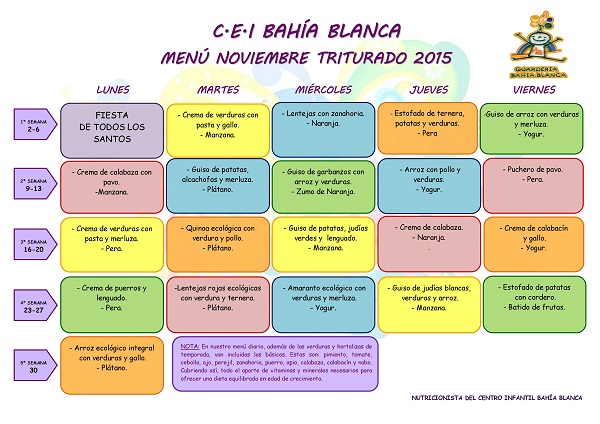 C.E.I BAHÍA BLANCA
MENÚ NOVIEMBRE TRITURADO 2015
GUARDERIA
BAHIA BLANCA
LUNES
MARTES
MIÉRCOLES
JUEVES
VIERNES
1ª SEMANA
2-6
FIESTA
DE TODOS LOS
SANTOS
- Crema de verduras con
pasta y gallo.
- Manzana.
- Lentejas con zanahoria.
- Naranja.
- Estofado de ternera,
patatas y verduras.
- Pera
-Guiso de arroz con verduras
y merluza.
- Yogur.
2ª SEMANA
9-13
- Crema de calabaza con
pavo.
-Manzana.
- Guiso de patatas,
alcachofas y merluza.
- Plátano.
- Guiso de garbanzos con
arroz y verduras.
- Zumo de Naranja.
- Arroz con pollo y
verduras.
- Yogur.
- Puchero de pavo.
- Pera.
3ª SEMANA
16-20
- Crema de verduras con
pasta y merluza.
- Pera.
- Quinoa ecológica con
verdura y pollo.
- Plátano.
- Guiso de patatas, judías
verdes y lenguado.
- Manzana.
- Crema de calabaza.
- Naranja.
- Crema de calabacín
y gallo.
- Yogur.
4ª SEMANA
23-27
- Crema de puerros y
lenguado.
- Pera.
-Lentejas rojas ecológicas
con verdura y ternera.
- Plátano.
- Amaranto ecológico con
verduras y merluza.
- Yogur.
- Guiso de judías blancas,
verduras y arroz.
- Manzana.
- Estofado de patatas
con cordero.
- Batido de frutas.
5ª SEMANA
30
- Arroz ecológico integral
con verduras y gallo.
- Plátano.
NOTA: En nuestro menú diario, además de las verduras y hortalizas de
temporada, van incluidas las básicas. Estas son: pimiento, tomate,
cebolla, ajo, perejil, zanahoria, puerro, apio, calabaza, calabacín y nabo.
Cubriendo así, todo el aporte de vitaminas y minerales necesarios para
ofrecer una dieta equilibrada en edad de crecimiento.
NUTRICIONISTA DEL CENTRO INFANTIL BAHÍA BLANCA